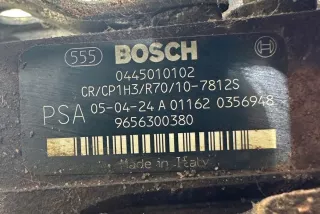 555 BOSCH
0445010102
CR/CP1H3/R70/10-7812S
PSA 05-04-24 A 01162 0356948
9656300380
Made in Italy